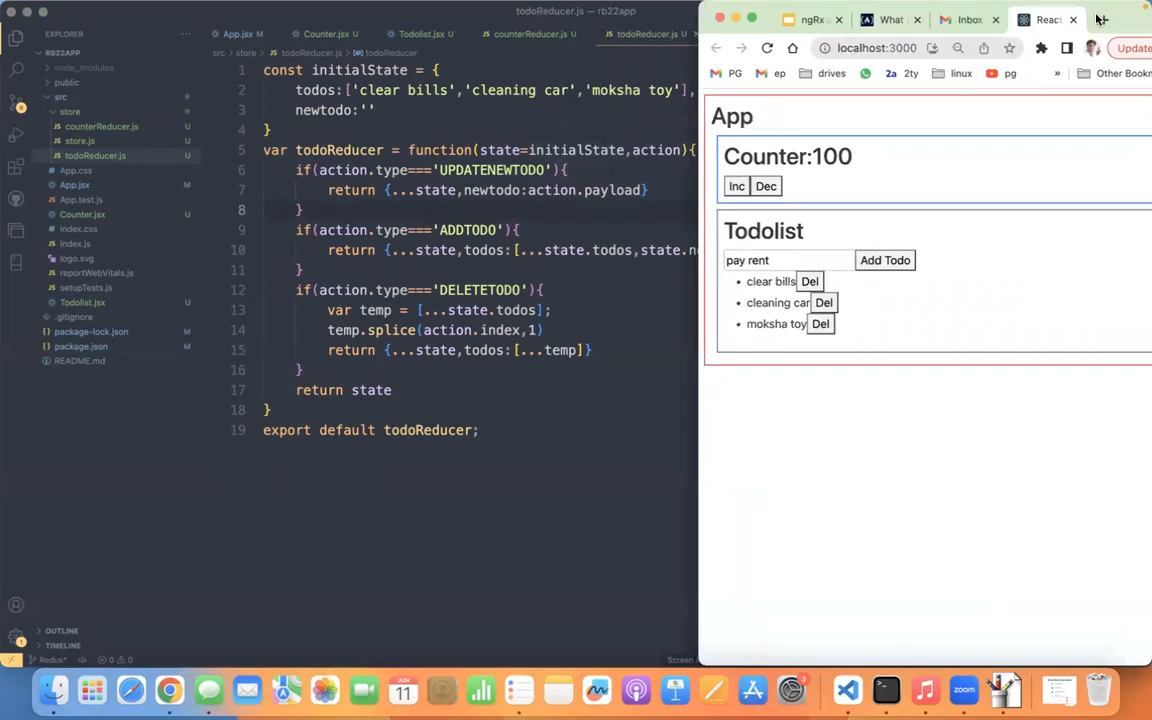 todoReducer.js — rb22app
EXPLORER
RB22APP
node_modules
public
src
store
counterReducer.js U
store.js U
todoReducer.js U
App.css
App.jsx M
App.test.js
Counter.jsx U
index.css
index.js
logo.svg
reportWebVitals.js
setupTests.js
Todolist.jsx U
.gitignore
package-lock.json M
package.json M
README.md
OUTLINE
TIMELINE
App.jsx M
Counter.jsx U
Todolist.jsx U
counterReducer.js U
todoReducer.js U
src > store > todoReducer.js > todoReducer
1 const initialState = {
2 todos:['clear bills','cleaning car','moksha toy'],
3 newtodo:''
4 }
5 var todoReducer = function(state=initialState,action){
6 if(action.type==='UPDATENEWTODO'){
7 return {...state,newtodo:action.payload}
8 }
9 if(action.type==='ADDTODO'){
10 return {...state,todos:[...state.todos,state.ne
11 }
12 if(action.type==='DELETETODO'){
13 var temp = [...state.todos];
14 temp.splice(action.index,1)
15 return {...state,todos:[...temp]}
16 }
17 return state
18 }
19 export default todoReducer;
Redux* 0 0
Screen
ngRx
What
Inbox
React
localhost:3000
Update
PG ep drives 2a 2ty linux pg » Other Bookm
App
Counter:100
Inc Dec
Todolist
pay rent Add Todo
clear bills Del
cleaning car Del
moksha toy Del
JUN
11
3
zoom